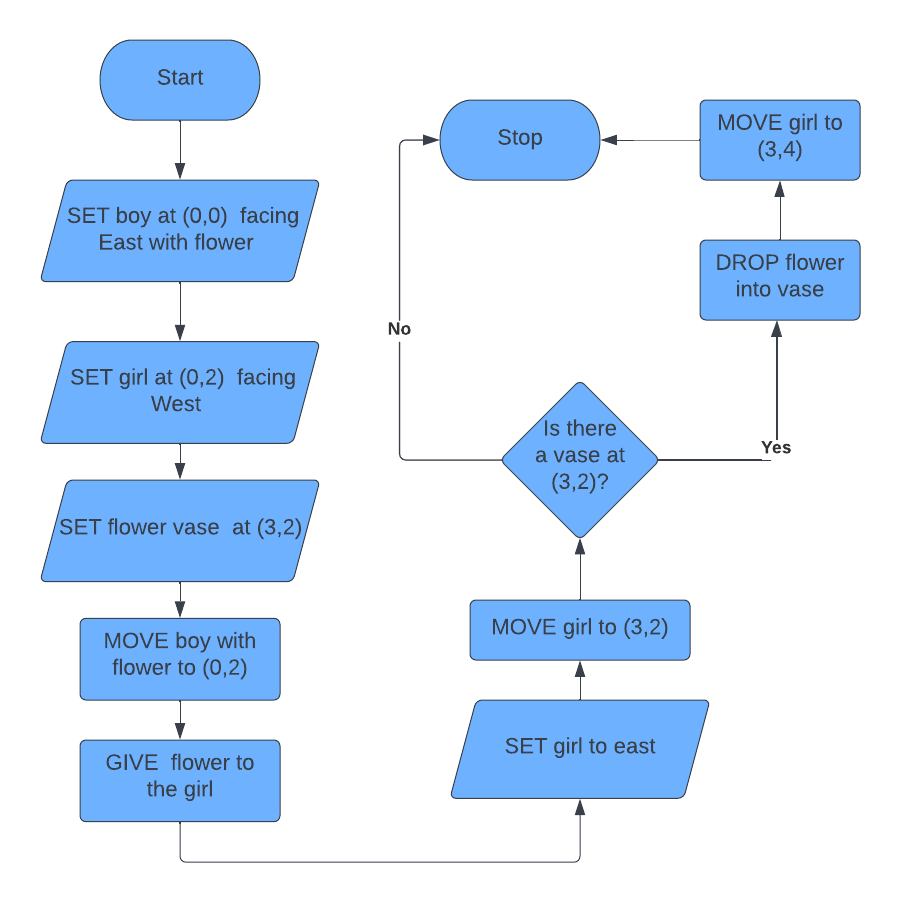 Start
SET boy at (0,0)  facing
East with flower
SET girl at (0,2)  facing
West
SET flower vase  at (3,2)
MOVE boy with
flower to (0,2)
GIVE  flower to
the girl
SET girl to east
MOVE girl to (3,2)
Is there
a vase at
(3,2)?
Yes
DROP flower
into vase
MOVE girl to
(3,4)
No
Stop